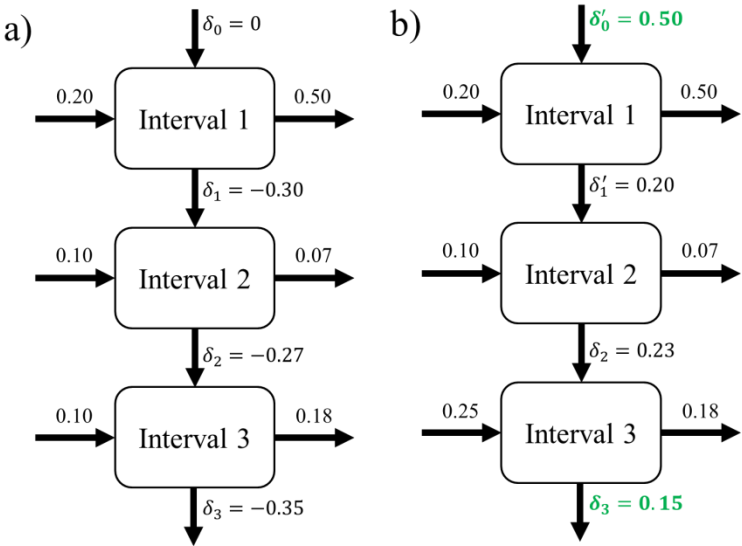 a)
δ₀ = 0
0.20
Interval 1
0.50
δ₁ = −0.30
0.10
Interval 2
0.07
δ₂ = −0.27
0.10
Interval 3
0.18
δ₃ = −0.35
b)
δ′₀ = 0.50
0.20
Interval 1
0.50
δ′₁ = 0.20
0.10
Interval 2
0.07
δ₂ = 0.23
0.25
Interval 3
0.18
δ₃ = 0.15